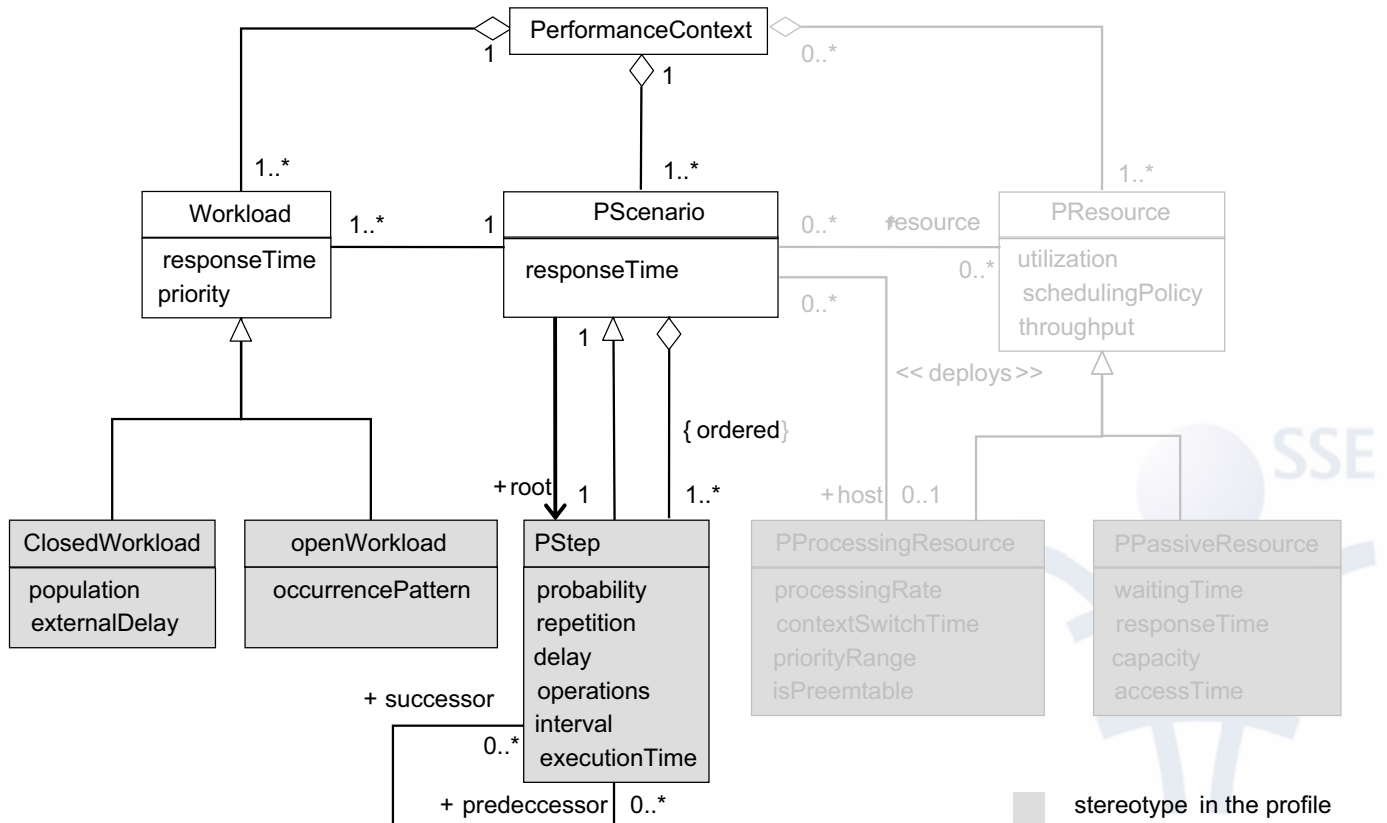 PerformanceContext
1
1
0..*
1..*
1..*
1..*
Workload
responseTime
priority
1..*
1
PScenario
responseTime
0..*
+resource
0..*
0..*
PResource
utilization
schedulingPolicy
throughput
1
<< deploys >>
{ ordered}
+ root
1
1..*
+ host
0..1
SSE
ClosedWorkload
population
externalDelay
openWorkload
occurrencePattern
PStep
probability
repetition
delay
operations
interval
executionTime
PProcessingResource
processingRate
contextSwitchTime
priorityRange
isPreemtable
PPassiveResource
waitingTime
responseTime
capacity
accessTime
+ successor
0..*
+ predeccessor
0..*
stereotype in the profile